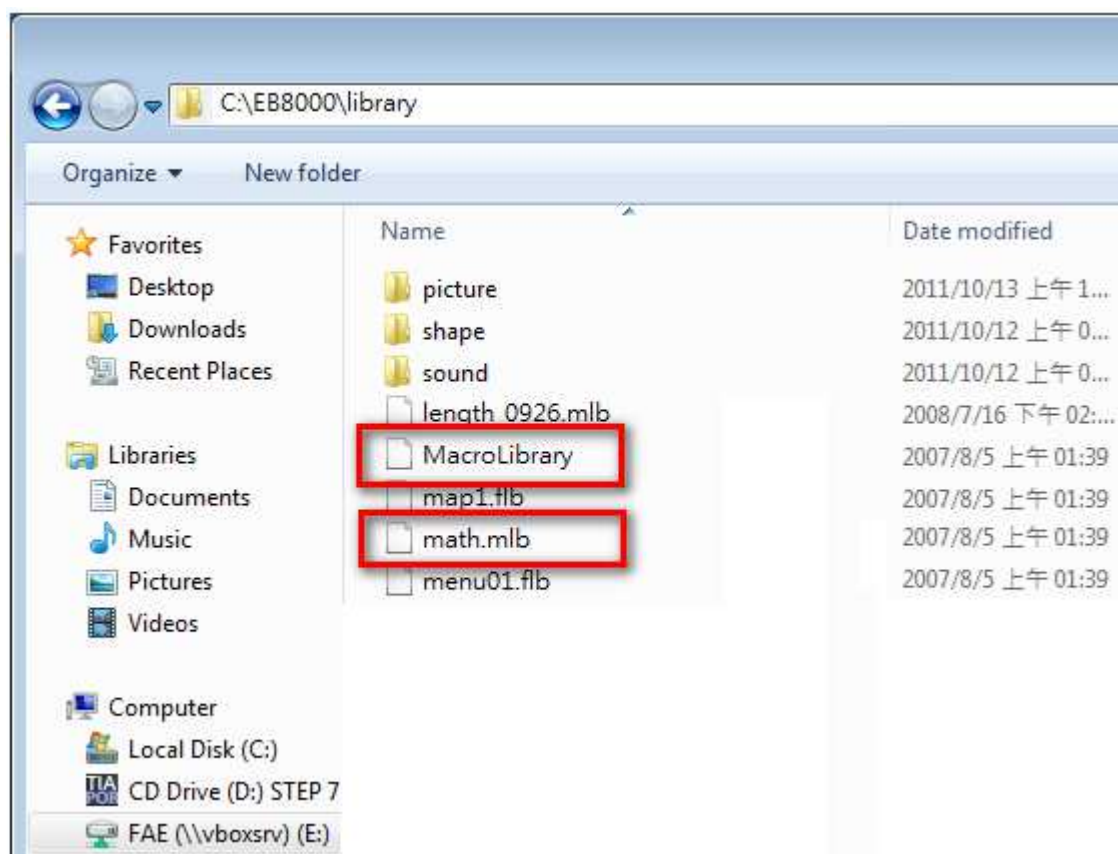 C:\EB8000\library
Organize New folder
Name Date modified
Favorites
Desktop
Downloads
Recent Places
Libraries
Documents
Music
Pictures
Videos
Computer
Local Disk (C:)
CD Drive (D:) STEP 7
FAE (\\vboxsrv) (E:)
picture 2011/10/13 上午 1...
shape 2011/10/12 上午 0...
sound 2011/10/12 上午 0...
length_0926.mlb 2008/7/16 下午 02:...
MacroLibrary 2007/8/5 上午 01:39
map1.flb 2007/8/5 上午 01:39
math.mlb 2007/8/5 上午 01:39
menu01.flb 2007/8/5 上午 01:39